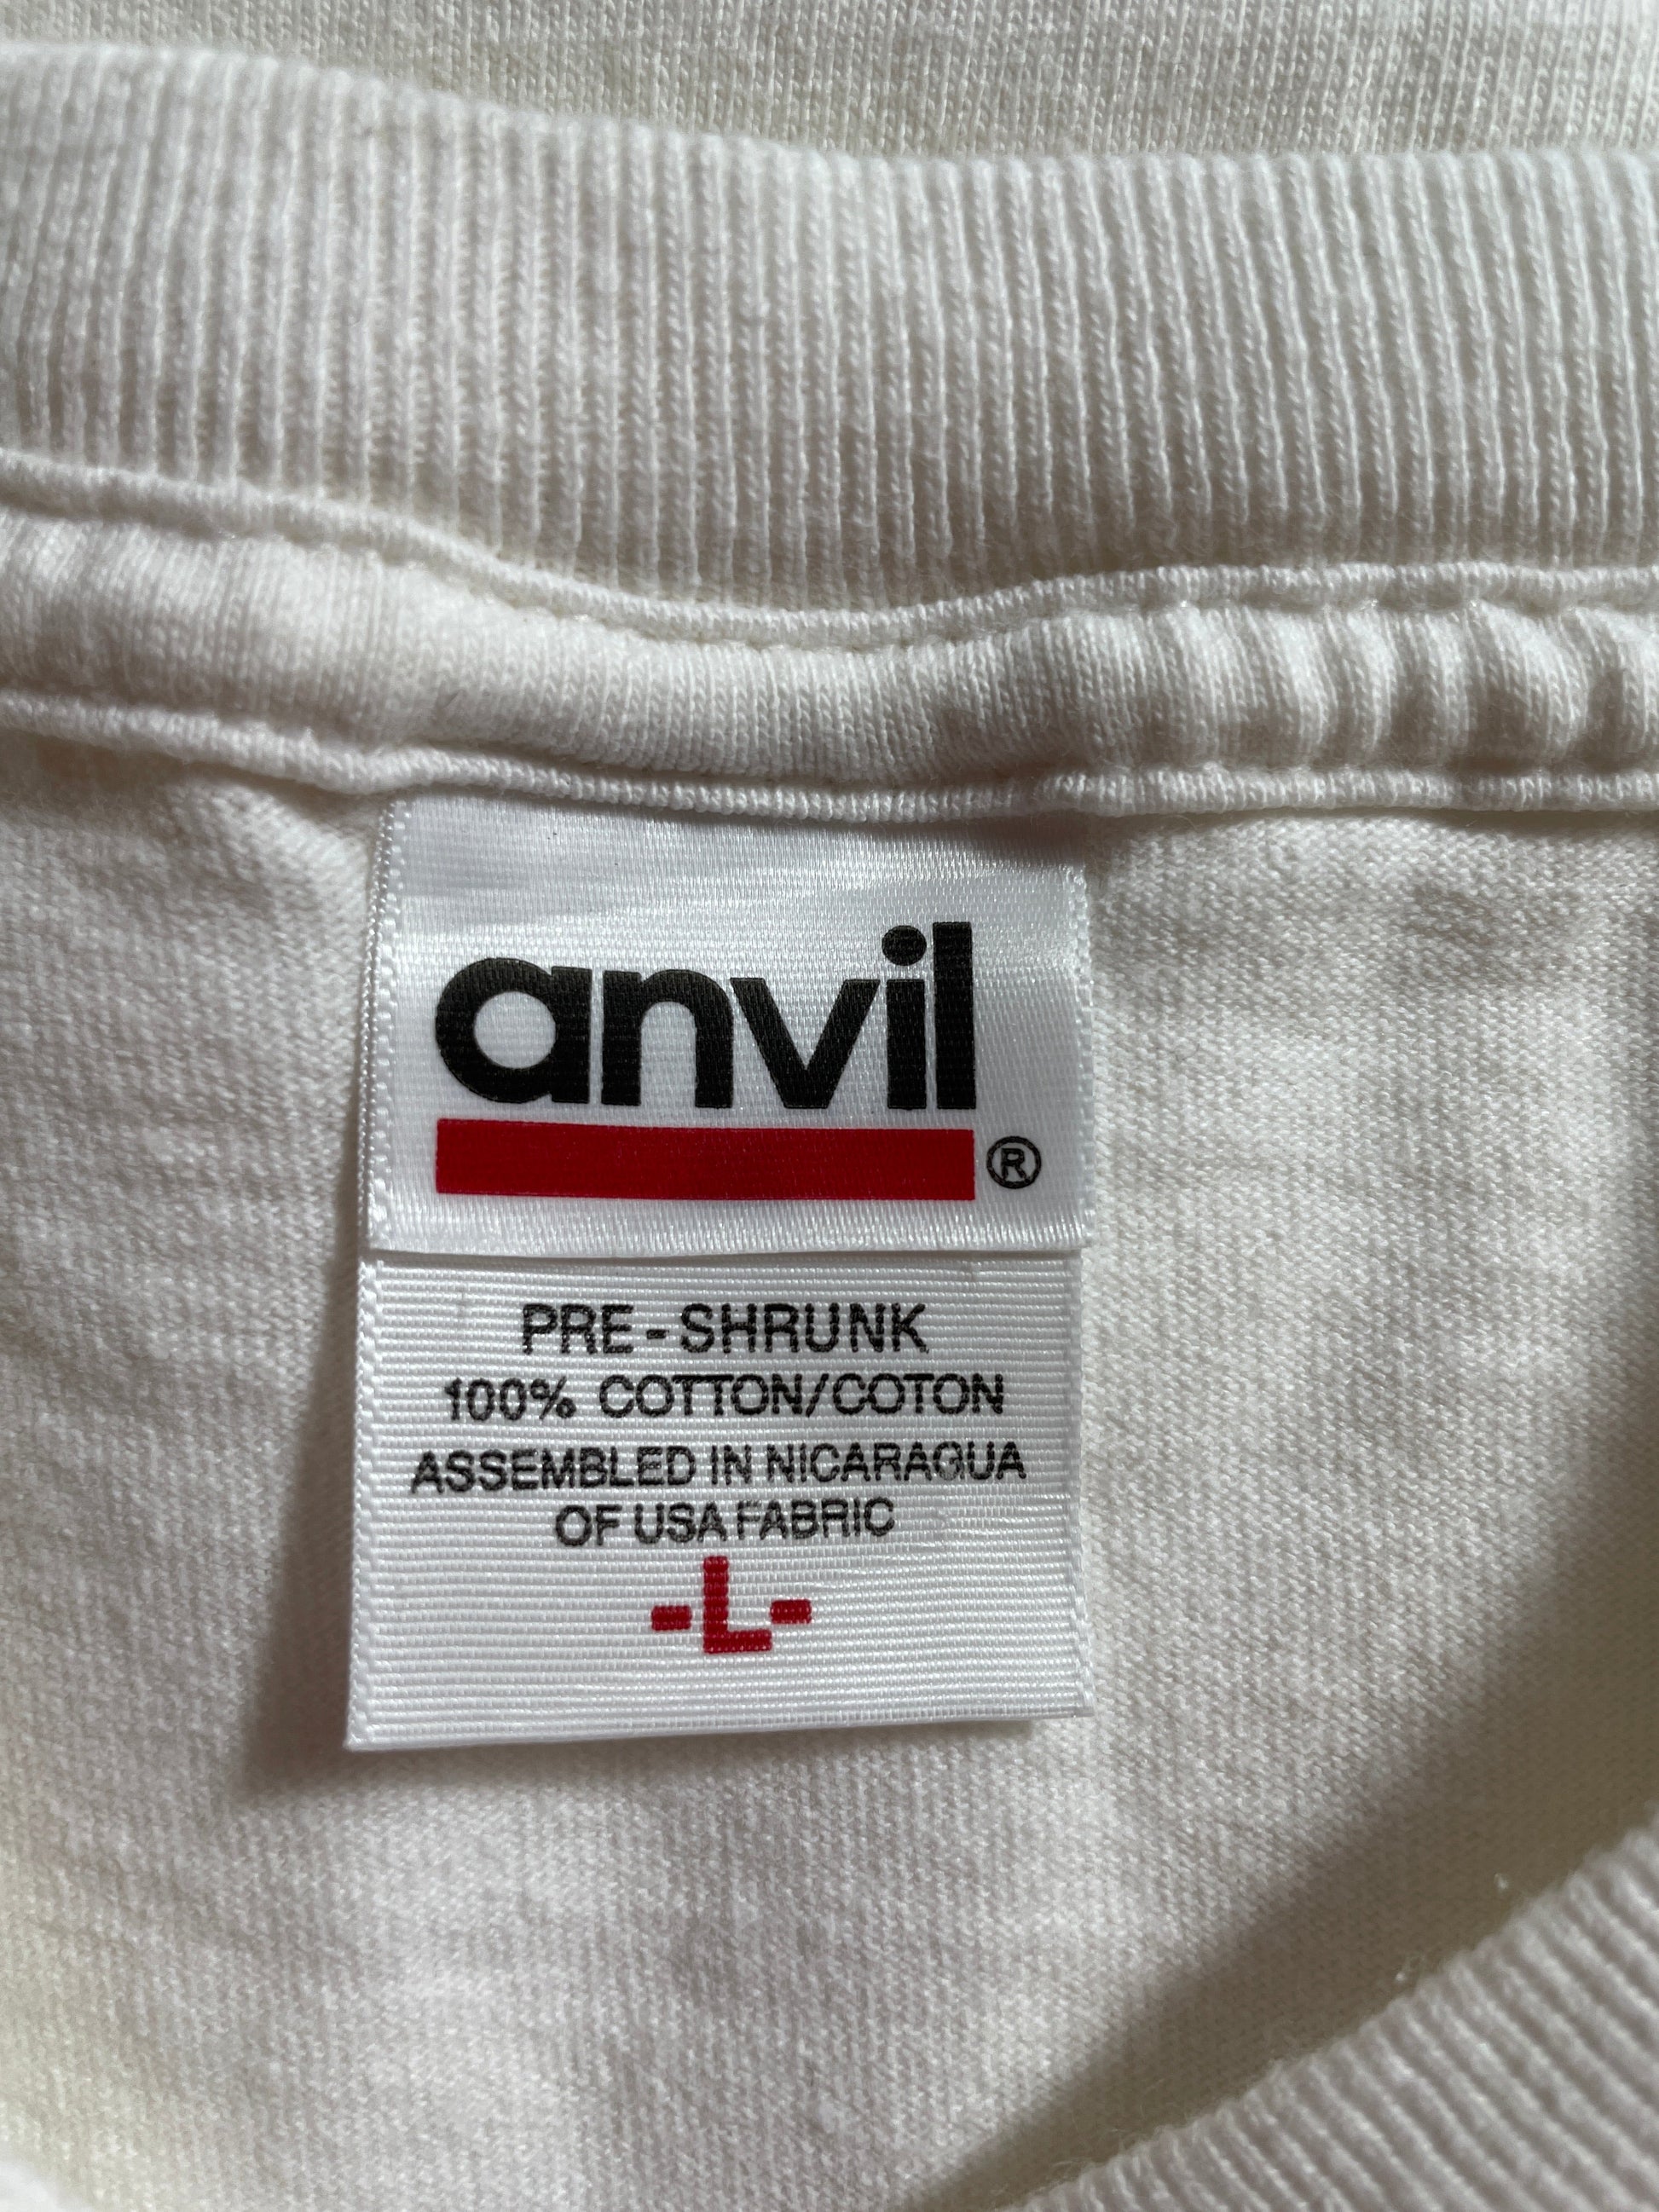 anvil
®
PRE-SHRUNK
100% COTTON/COTON
ASSEMBLED IN NICARAGUA
OF USA FABRIC
-L-